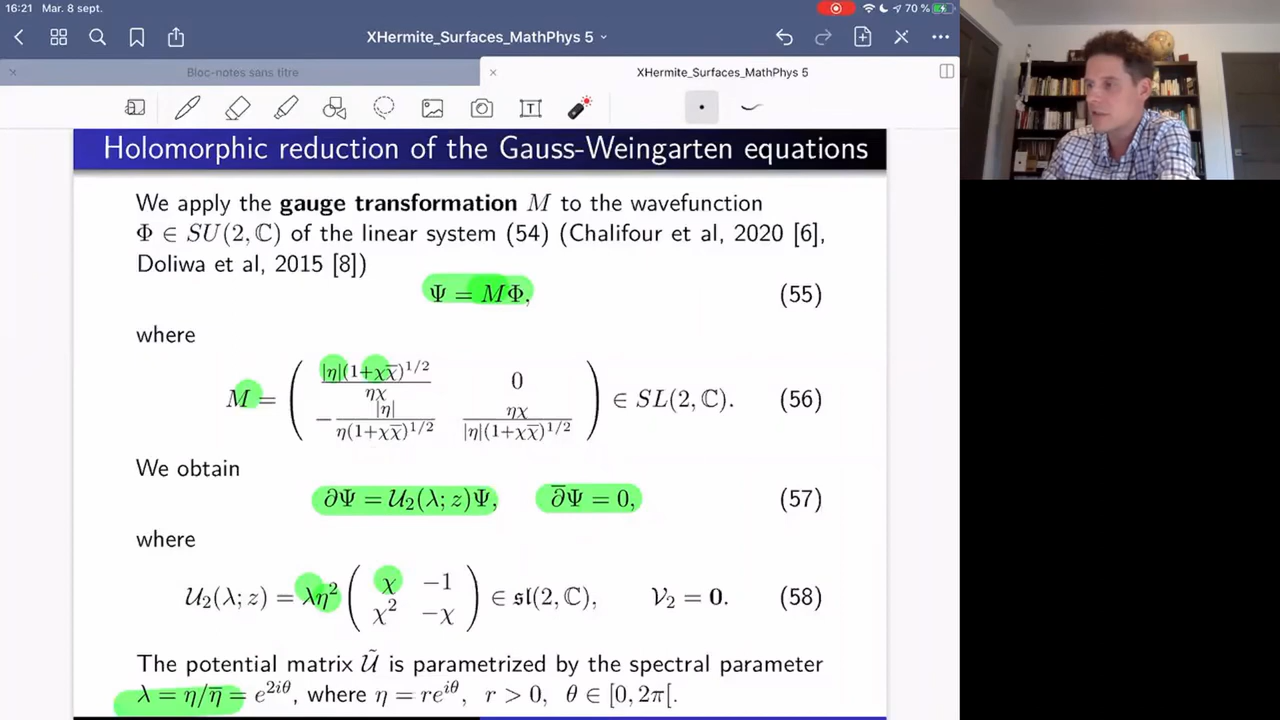 16:21 Mar. 8 sept. 70 %
XHermite_Surfaces_MathPhys 5
Bloc-notes sans titre XHermite_Surfaces_MathPhys 5
Holomorphic reduction of the Gauss-Weingarten equations
We apply the gauge transformation M to the wavefunction
Φ ∈ SU(2, ℂ) of the linear system (54) (Chalifour et al, 2020 [6],
Doliwa et al, 2015 [8])
Ψ = MΦ, (55)
where
M = ( |η|(1+χχ̅)^{1/2} / ηχ   0 ; − |η| / η(1+χχ̅)^{1/2}   ηχ / |η|(1+χχ̅)^{1/2} ) ∈ SL(2, ℂ). (56)
We obtain
∂Ψ = 𝒰₂(λ; z)Ψ, ∂̅Ψ = 0, (57)
where
𝒰₂(λ; z) = λη² ( χ −1 ; χ² −χ ) ∈ 𝔰𝔩(2, ℂ), 𝒱₂ = 0. (58)
The potential matrix 𝒰̃ is parametrized by the spectral parameter
λ = η/η̅ = e^{2iθ}, where η = re^{iθ}, r > 0, θ ∈ [0, 2π[.